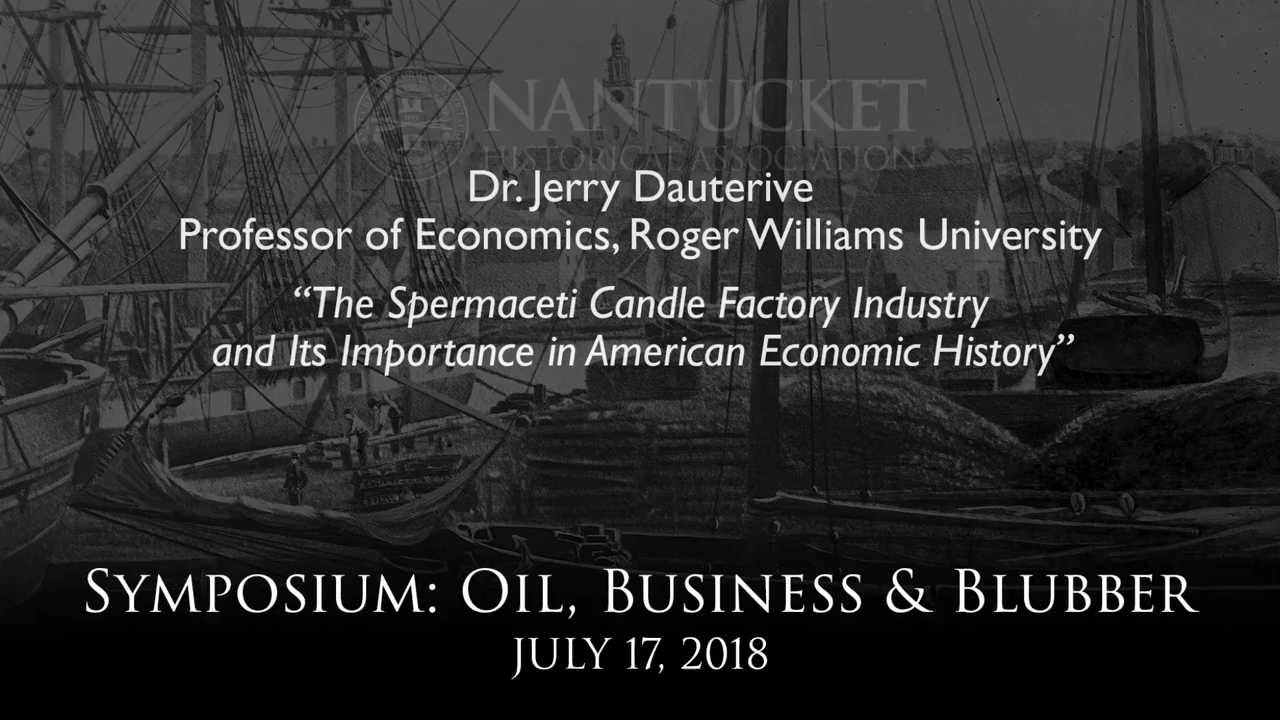 NANTUCKET
HISTORICAL ASSOCIATION
Dr. Jerry Dauterive
Professor of Economics, Roger Williams University
“The Spermaceti Candle Factory Industry
and Its Importance in American Economic History”
SYMPOSIUM: OIL, BUSINESS & BLUBBER
JULY 17, 2018